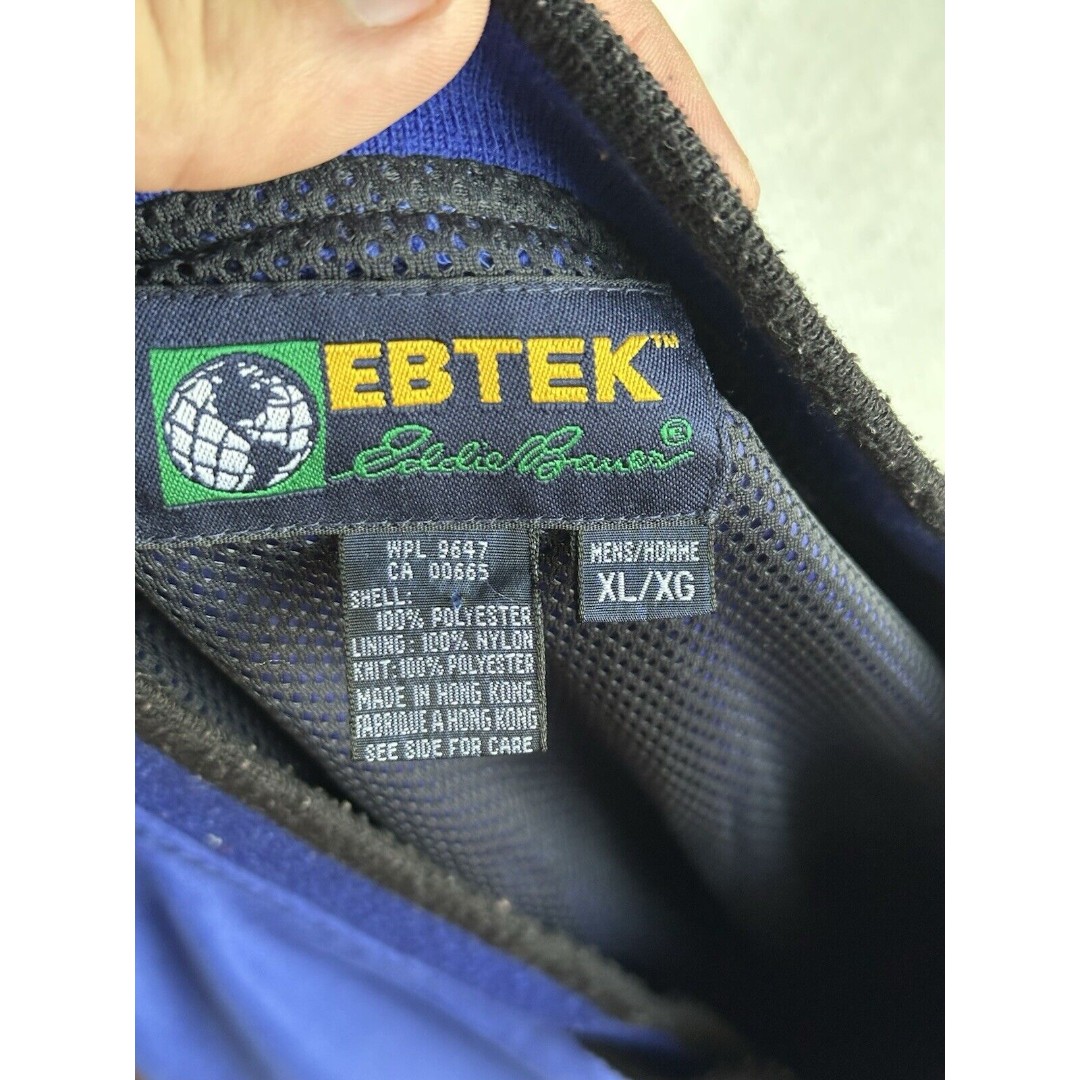 EBTEK™
Eddie Bauer®
WPL 9647
CA 00665
SHELL:
100% POLYESTER
LINING: 100% NYLON
KNIT: 100% POLYESTER
MADE IN HONG KONG
FABRIQUE A HONG KONG
SEE SIDE FOR CARE
MENS/HOMME
XL/XG